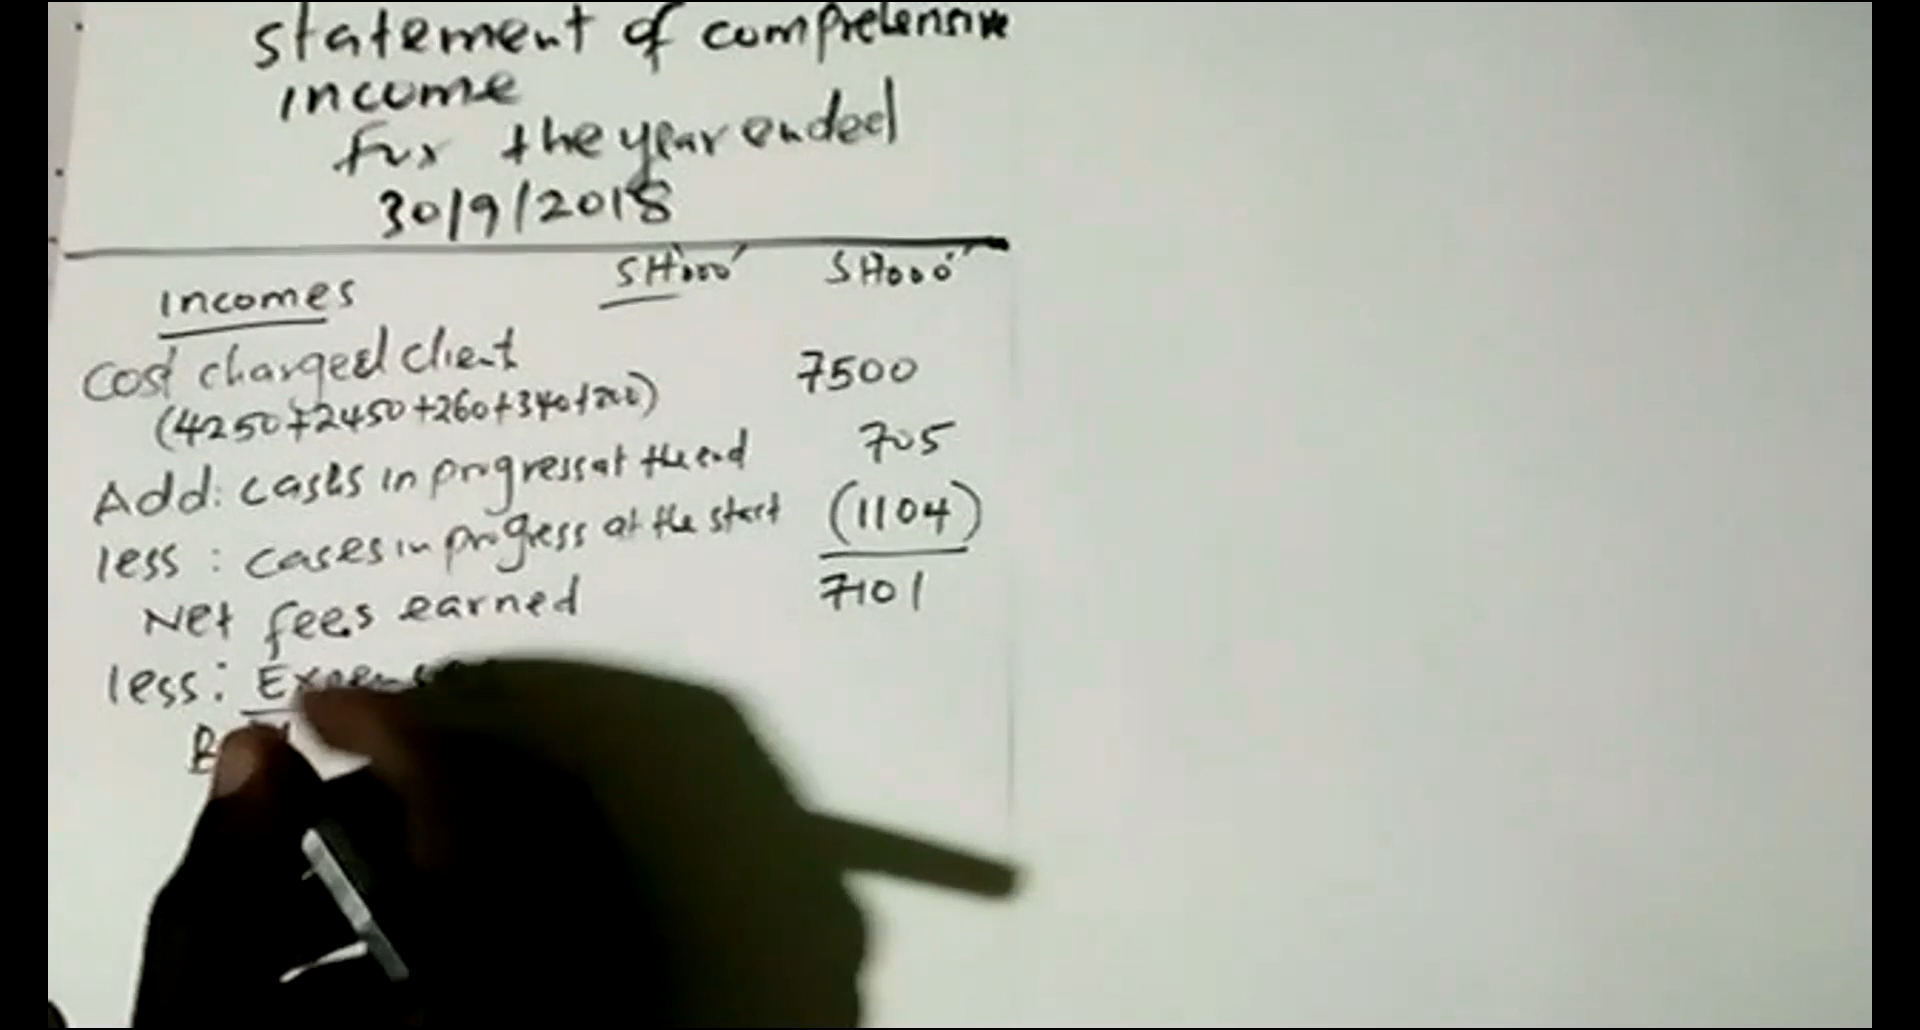 statement of comprehensive
income
for the year ended
30/9/2018
Incomes SH000' SH000'
Cost charged client 7500
(4250+2450+260+340+200)
Add: cases in progress at the end 705
less: cases in progress at the start (1104)
Net fees earned 7101
less: